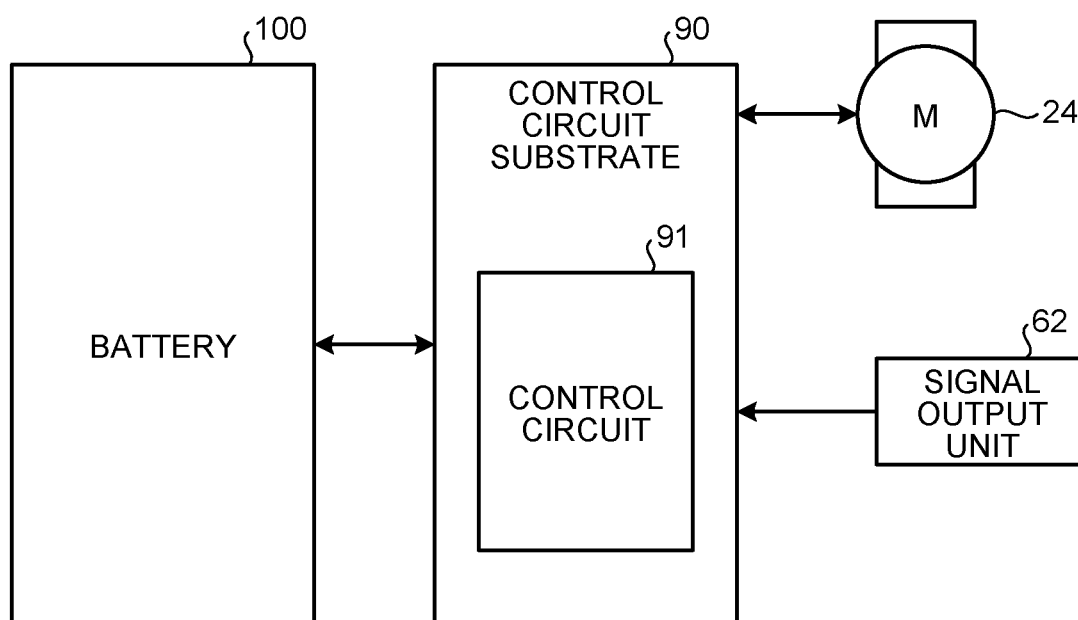 100
90
CONTROL
CIRCUIT
SUBSTRATE
M
24
91
BATTERY
CONTROL
CIRCUIT
62
SIGNAL
OUTPUT
UNIT